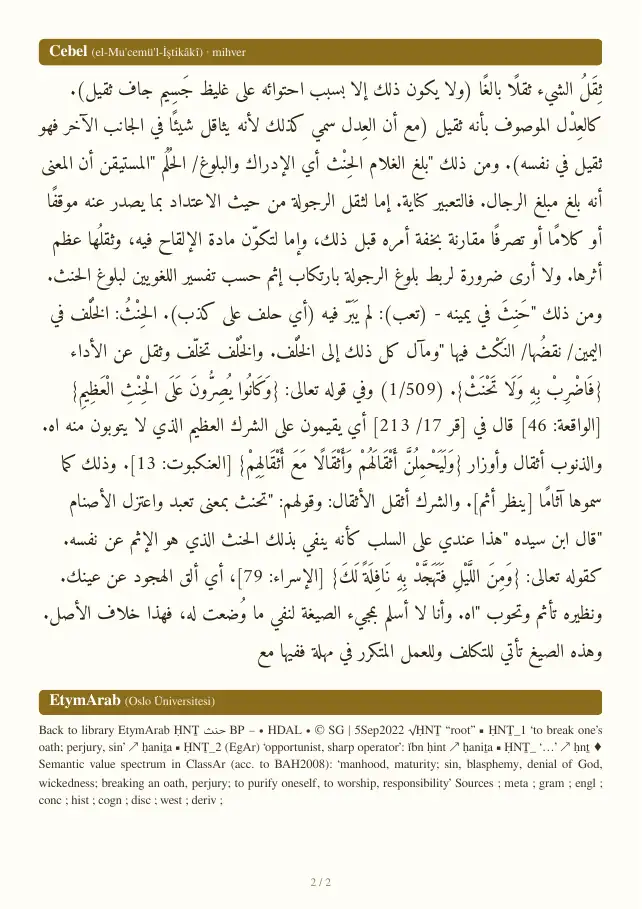 Cebel (el-Mu'cemü'l-İştikâkî) · mihver
ثِقَلُ الشيء ثقلًا بالغًا (ولا يكون ذلك إلا بسبب احتوائه على غليظ جَسِيم جاف ثقيل).
كالعِدْل الموصوف بأنه ثقيل (مع أن العِدل سمي كذلك لأنه يثاقل شيئًا في الجانب الآخر فهو
ثقيل في نفسه). ومن ذلك "بلغ الغلام الحِنْث أي الإدراك والبلوغ/ الحُلُم "المستيقن أن المعنى
أنه بلغ مبلغ الرجال. فالتعبير كناية. إما لثقل الرجولة من حيث الاعتداد بما يصدر عنه موقفًا
أو كلامًا أو تصرفًا مقارنة بخفة أمره قبل ذلك، وإما لتكوّن مادة الإلقاح فيه، وثقلُها عظم
أثرها. ولا أرى ضرورة لربط بلوغ الرجولة بارتكاب إثم حسب تفسير اللغويين لبلوغ الحنث.
ومن ذلك "حَنِثَ في يمينه - (تعب): لم يَبَرّ فيه (أي حلف على كذب). الحِنْثُ: الخُلْف في
اليمين/ نقضُها/ النَكْث فيها "ومآل كل ذلك إلى الخُلْف. والخُلْف تخلّف وثقل عن الأداء
{فَاضْرِبْ بِهِ وَلَا تَحْنَثْ}. (1/509) وفي قوله تعالى: {وَكَانُوا يُصِرُّونَ عَلَى الْحِنْثِ الْعَظِيمِ}
[الواقعة: 46] قال في [قر 17/ 213] أي يقيمون على الشرك العظيم الذي لا يتوبون منه اه.
والذنوب أثقال وأوزار {وَلَيَحْمِلُنَّ أَثْقَالَهُمْ وَأَثْقَالًا مَعَ أَثْقَالِهِمْ} [العنكبوت: 13]. وذلك كما
سموها آثامًا [ينظر أثم]. والشرك أثقل الأثقال: وقولهم: "تحنث بمعنى تعبد واعتزل الأصنام
"قال ابن سيده "هذا عندي على السلب كأنه ينفي بذلك الحنث الذي هو الإثم عن نفسه.
كقوله تعالى: {وَمِنَ اللَّيْلِ فَتَهَجَّدْ بِهِ نَافِلَةً لَكَ} [الإسراء: 79]، أي ألق الهجود عن عينك.
ونظيره تأثم وتحوب "اه. وأنا لا أسلم بمجيء الصيغة لنفي ما وُضعت له، فهذا خلاف الأصل.
وهذه الصيغ تأتي للتكلف وللعمل المتكرر في مهلة ففيها مع
EtymArab (Oslo Üniversitesi)
Back to library EtymArab ḤNṮ حنث BP – • HDAL • © SG | 5Sep2022 √ḤNṮ “root” ▪ ḤNṮ_1 ‘to break one’s
oath; perjury, sin’ ↗ ḥaniṯa ▪ ḤNṮ_2 (EgAr) ‘opportunist, sharp operator’: ĭbn ḥint ↗ ḥaniṯa ▪ ḤNṮ_ ‘…’ ↗ ḥnṯ ♦
Semantic value spectrum in ClassAr (acc. to BAH2008): ‘manhood, maturity; sin, blasphemy, denial of God,
wickedness; breaking an oath, perjury; to purify oneself, to worship, responsibility’ Sources ; meta ; gram ; engl ;
conc ; hist ; cogn ; disc ; west ; deriv ;
2 / 2